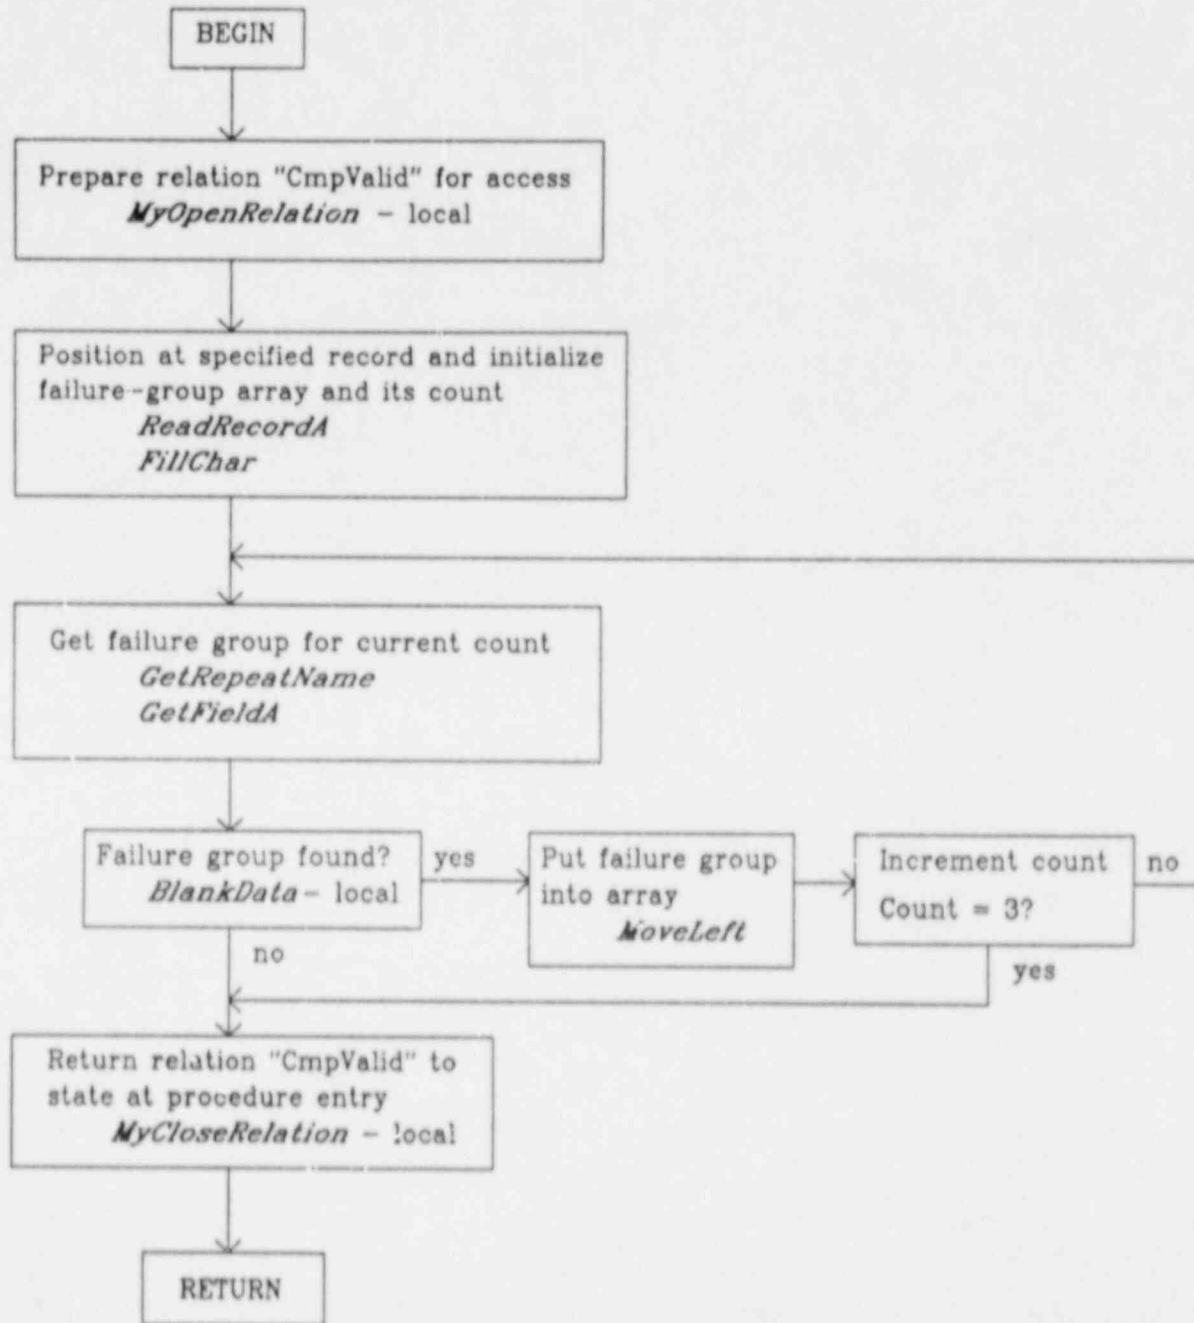 BEGIN
Prepare relation "CmpValid" for access
MyOpenRelation - local
Position at specified record and initialize
failure-group array and its count
ReadRecordA
FillChar
Get failure group for current count
GetRepeatName
GetFieldA
Failure group found?
BlankData - local
yes
Put failure group
into array
MoveLeft
Increment count
Count = 3?
no
no
yes
Return relation "CmpValid" to
state at procedure entry
MyCloseRelation - local
RETURN